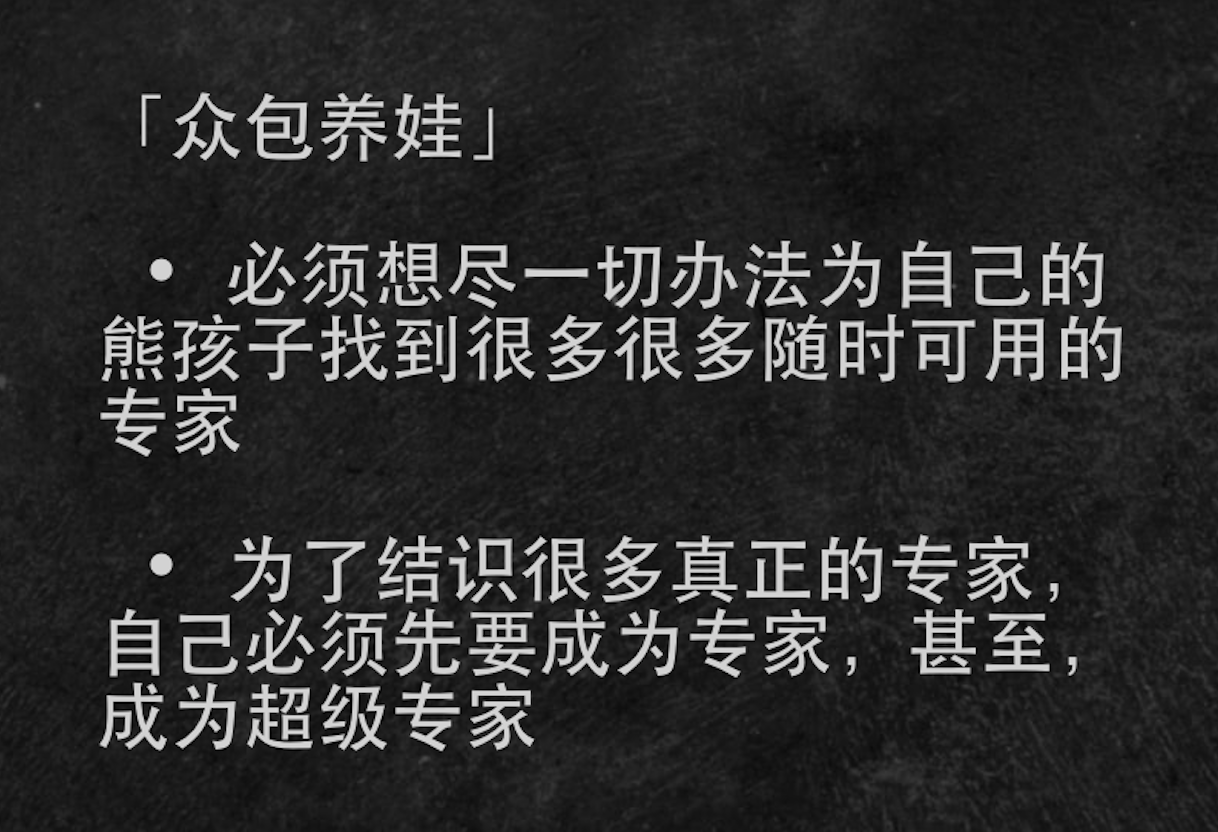 「众包养娃」
• 必须想尽一切办法为自己的
熊孩子找到很多很多随时可用的
专家
• 为了结识很多真正的专家，
自己必须先要成为专家，甚至，
成为超级专家